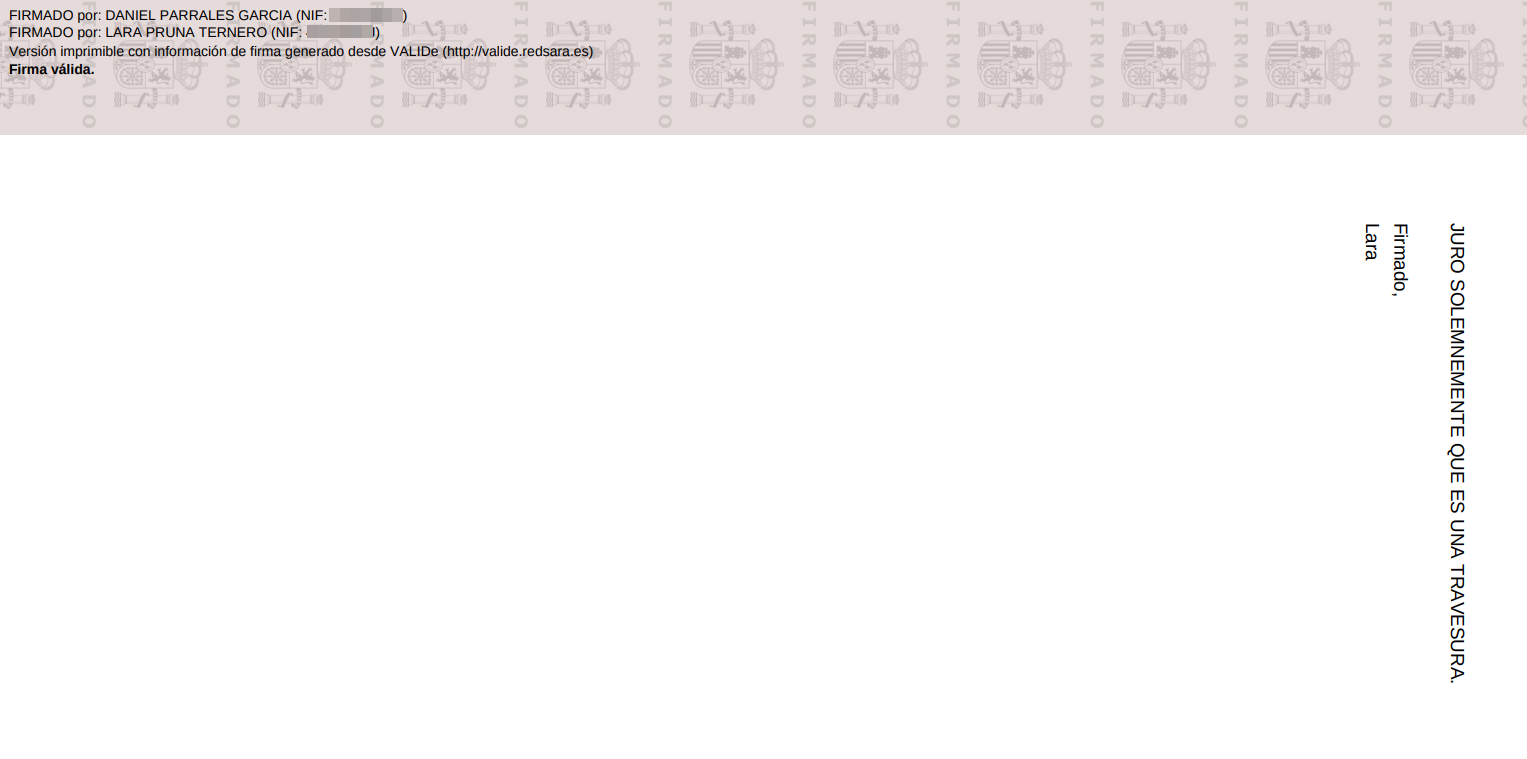 FIRMADO por: DANIEL PARRALES GARCIA (NIF: )
FIRMADO por: LARA PRUNA TERNERO (NIF: )
Versión imprimible con información de firma generado desde VALIDe (http://valide.redsara.es)
Firma válida.
FIRMADO FIRMADO FIRMADO FIRMADO FIRMADO FIRMADO FIRMADO FIRMADO FIRMADO FIRMADO
JURO SOLEMNEMENTE QUE ES UNA TRAVESURA.
Firmado,
Lara